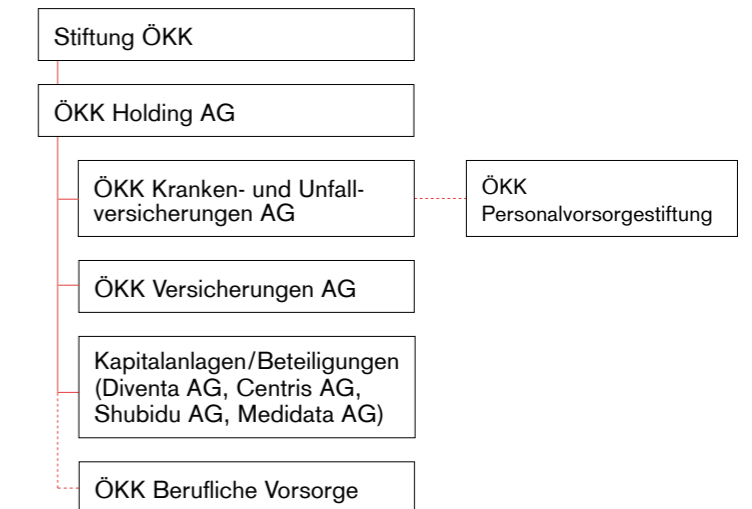 Stiftung ÖKK
ÖKK Holding AG
ÖKK Kranken- und Unfall-
versicherungen AG
ÖKK
Personalvorsorgestiftung
ÖKK Versicherungen AG
Kapitalanlagen/Beteiligungen
(Diventa AG, Centris AG,
Shubidu AG, Medidata AG)
ÖKK Berufliche Vorsorge